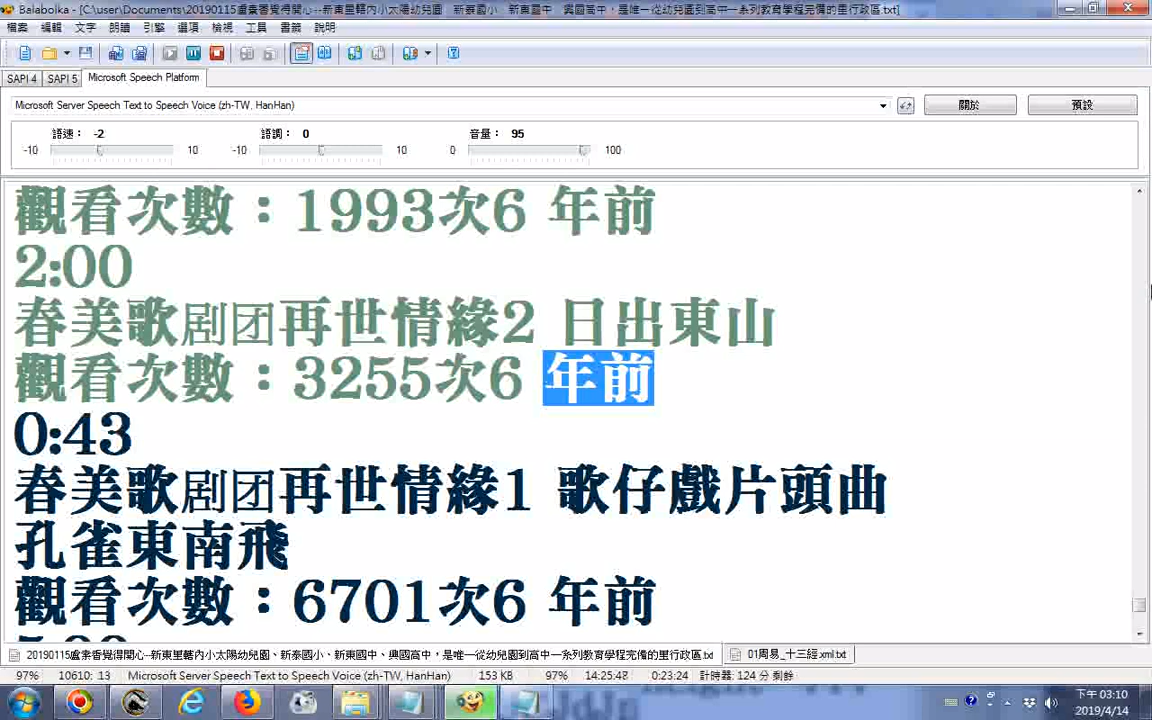 Balabolka - [C:\user\Documents\20190115盧素香覺得開心--新東里轄內小太陽幼兒園、新泰國小、新東國中、興國高中，是唯一從幼兒園到高中一系列教育學程完備的里行政區.txt]
檔案 編輯 文字 朗讀 引擎 選項 檢視 工具 書籤 說明
SAPI 4 SAPI 5 Microsoft Speech Platform
Microsoft Server Speech Text to Speech Voice (zh-TW, HanHan) 關於 預設
語速： -2 語調： 0 音量： 95
-10 10 -10 10 0 100
觀看次數：1993次6 年前
2:00
春美歌剧团再世情緣2 日出東山
觀看次數：3255次6 年前
0:43
春美歌剧团再世情緣1 歌仔戲片頭曲
孔雀東南飛
觀看次數：6701次6 年前
20190115盧素香覺得開心--新東里轄內小太陽幼兒園、新泰國小、新東國中、興國高中，是唯一從幼兒園到高中一系列教育學程完備的里行政區.txt 01周易_十三經.xml.txt
97% 10610: 13 Microsoft Server Speech Text to Speech Voice (zh-TW, HanHan) 153 KB 97% 14:25:48 0:23:24 計時器: 124 分 剩餘
下午 03:10
2019/4/14